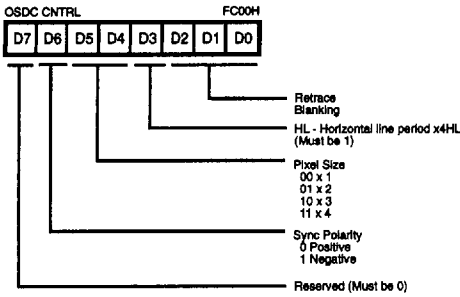 OSDC CNTRL FC00H
D7 D6 D5 D4 D3 D2 D1 D0
Retrace
Blanking
HL - Horizontal line period x4HL
(Must be 1)
Pixel Size
00 x 1
01 x 2
10 x 3
11 x 4
Sync Polarity
0 Positive
1 Negative
Reserved (Must be 0)